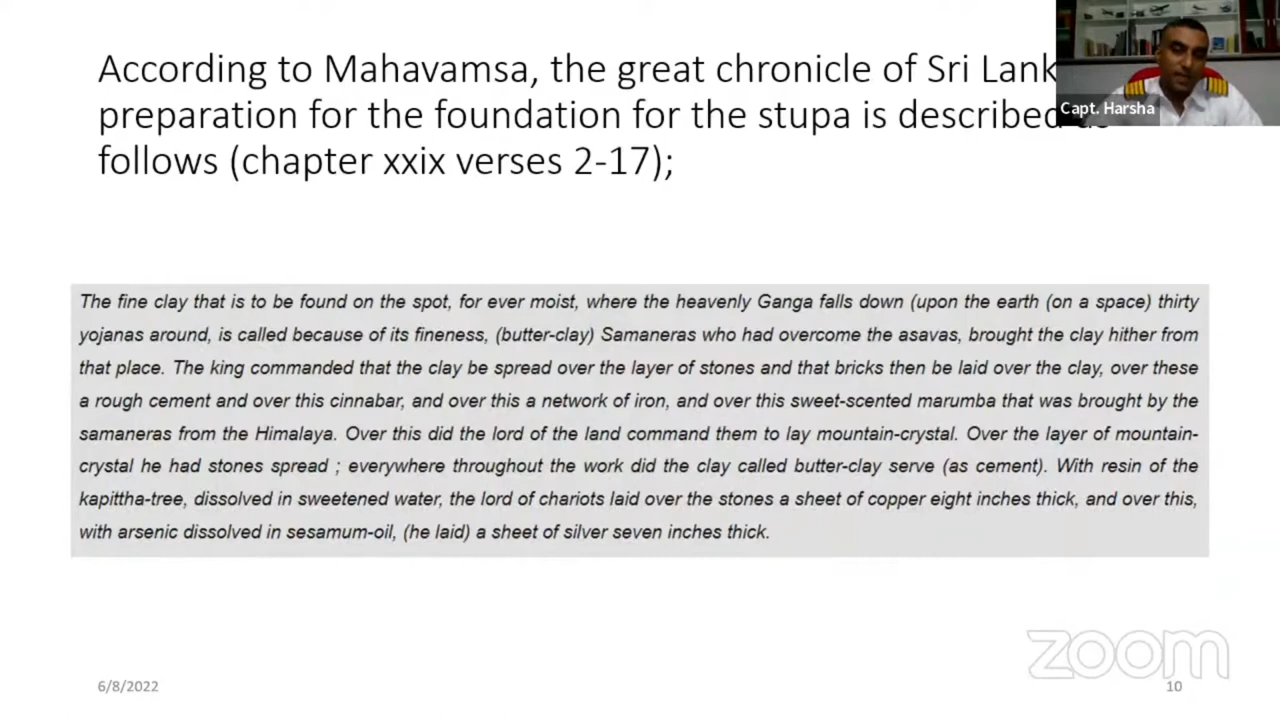 According to Mahavamsa, the great chronicle of Sri Lank
preparation for the foundation for the stupa is described
follows (chapter xxix verses 2-17);
Capt. Harsha
The fine clay that is to be found on the spot, for ever moist, where the heavenly Ganga falls down (upon the earth (on a space) thirty
yojanas around, is called because of its fineness, (butter-clay) Samaneras who had overcome the asavas, brought the clay hither from
that place. The king commanded that the clay be spread over the layer of stones and that bricks then be laid over the clay, over these
a rough cement and over this cinnabar, and over this a network of iron, and over this sweet-scented marumba that was brought by the
samaneras from the Himalaya. Over this did the lord of the land command them to lay mountain-crystal. Over the layer of mountain-
crystal he had stones spread ; everywhere throughout the work did the clay called butter-clay serve (as cement). With resin of the
kapittha-tree, dissolved in sweetened water, the lord of chariots laid over the stones a sheet of copper eight inches thick, and over this,
with arsenic dissolved in sesamum-oil, (he laid) a sheet of silver seven inches thick.
zoom
6/8/2022
10